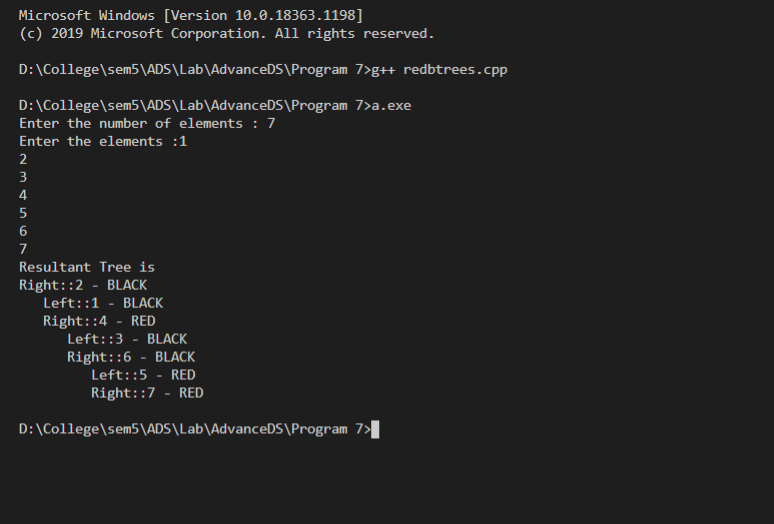 Microsoft Windows [Version 10.0.18363.1198]
(c) 2019 Microsoft Corporation. All rights reserved.
D:\College\sem5\ADS\Lab\AdvanceDS\Program 7>g++ redbtrees.cpp
D:\College\sem5\ADS\Lab\AdvanceDS\Program 7>a.exe
Enter the number of elements : 7
Enter the elements :1
2
3
4
5
6
7
Resultant Tree is
Right::2 - BLACK
   Left::1 - BLACK
   Right::4 - RED
      Left::3 - BLACK
      Right::6 - BLACK
         Left::5 - RED
         Right::7 - RED
D:\College\sem5\ADS\Lab\AdvanceDS\Program 7>